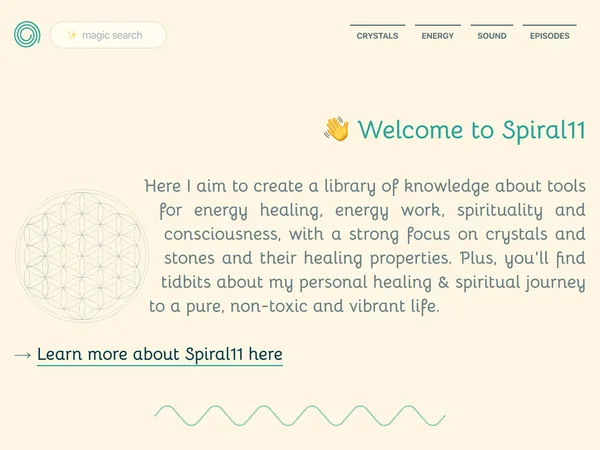 ✨ magic search
CRYSTALS ENERGY SOUND EPISODES
👋 Welcome to Spiral11
Here I aim to create a library of knowledge about tools
for energy healing, energy work, spirituality and
consciousness, with a strong focus on crystals and
stones and their healing properties. Plus, you'll find
tidbits about my personal healing & spiritual journey
to a pure, non-toxic and vibrant life.
→ Learn more about Spiral11 here